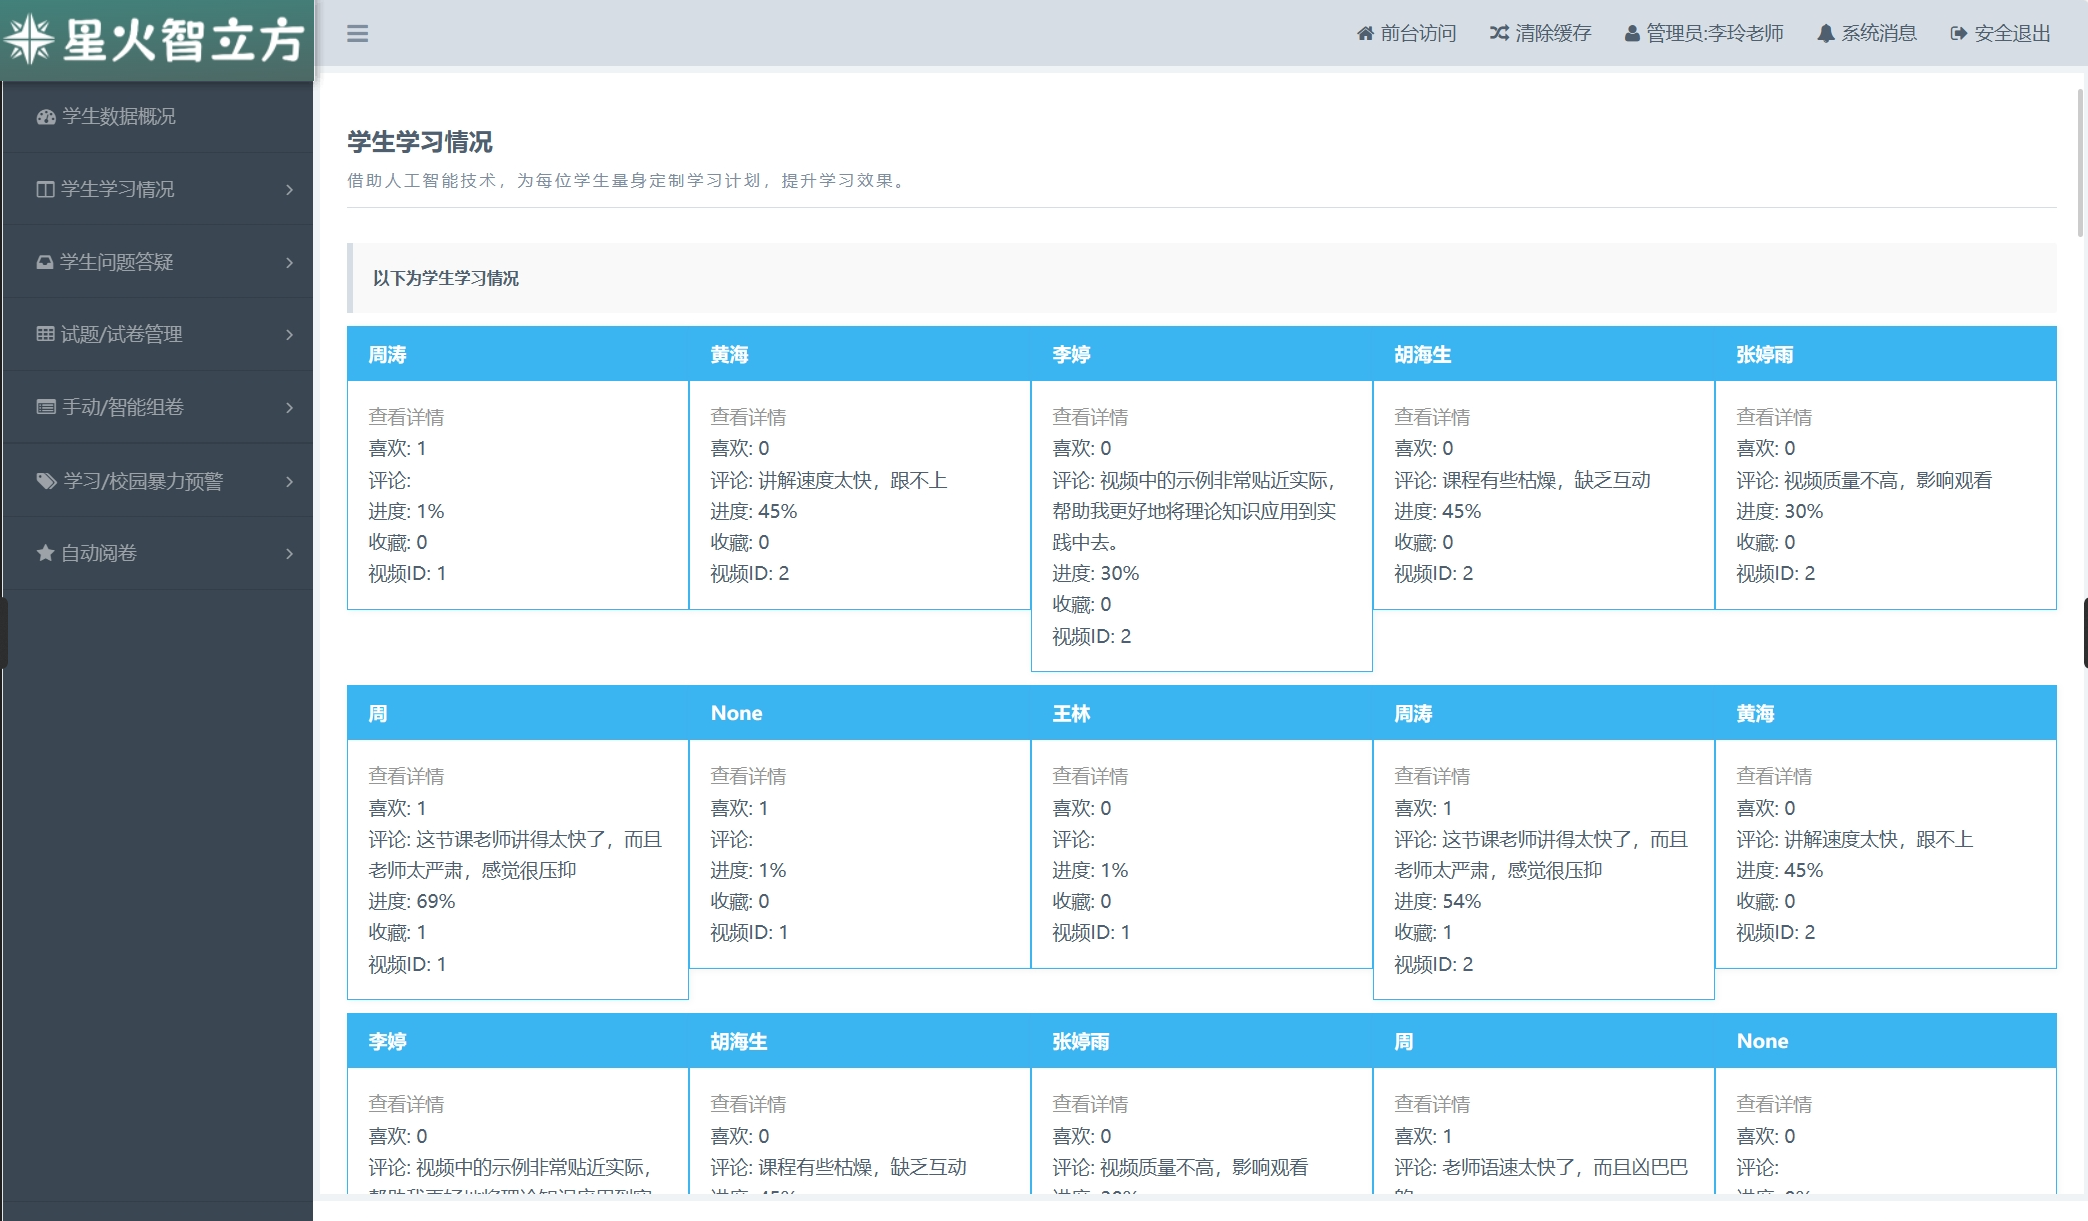 星火智立方
前台访问
清除缓存
管理员:李玲老师
系统消息
安全退出
学生数据概况
学生学习情况
学生问题答疑
试题/试卷管理
手动/智能组卷
学习/校园暴力预警
自动阅卷
学生学习情况
借助人工智能技术，为每位学生量身定制学习计划，提升学习效果。
以下为学生学习情况
周涛
查看详情
喜欢: 1
评论:
进度: 1%
收藏: 0
视频ID: 1
黄海
查看详情
喜欢: 0
评论: 讲解速度太快，跟不上
进度: 45%
收藏: 0
视频ID: 2
李婷
查看详情
喜欢: 0
评论: 视频中的示例非常贴近实际，
帮助我更好地将理论知识应用到实
践中去。
进度: 30%
收藏: 0
视频ID: 2
胡海生
查看详情
喜欢: 0
评论: 课程有些枯燥，缺乏互动
进度: 45%
收藏: 0
视频ID: 2
张婷雨
查看详情
喜欢: 0
评论: 视频质量不高，影响观看
进度: 30%
收藏: 0
视频ID: 2
周
查看详情
喜欢: 1
评论: 这节课老师讲得太快了，而且
老师太严肃，感觉很压抑
进度: 69%
收藏: 1
视频ID: 1
None
查看详情
喜欢: 1
评论:
进度: 1%
收藏: 0
视频ID: 1
王林
查看详情
喜欢: 0
评论:
进度: 1%
收藏: 0
视频ID: 1
周涛
查看详情
喜欢: 1
评论: 这节课老师讲得太快了，而且
老师太严肃，感觉很压抑
进度: 54%
收藏: 1
视频ID: 2
黄海
查看详情
喜欢: 0
评论: 讲解速度太快，跟不上
进度: 45%
收藏: 0
视频ID: 2
李婷
查看详情
喜欢: 0
评论: 视频中的示例非常贴近实际，
胡海生
查看详情
喜欢: 0
评论: 课程有些枯燥，缺乏互动
张婷雨
查看详情
喜欢: 0
评论: 视频质量不高，影响观看
周
查看详情
喜欢: 1
评论: 老师语速太快了，而且凶巴巴
None
查看详情
喜欢: 0
评论: